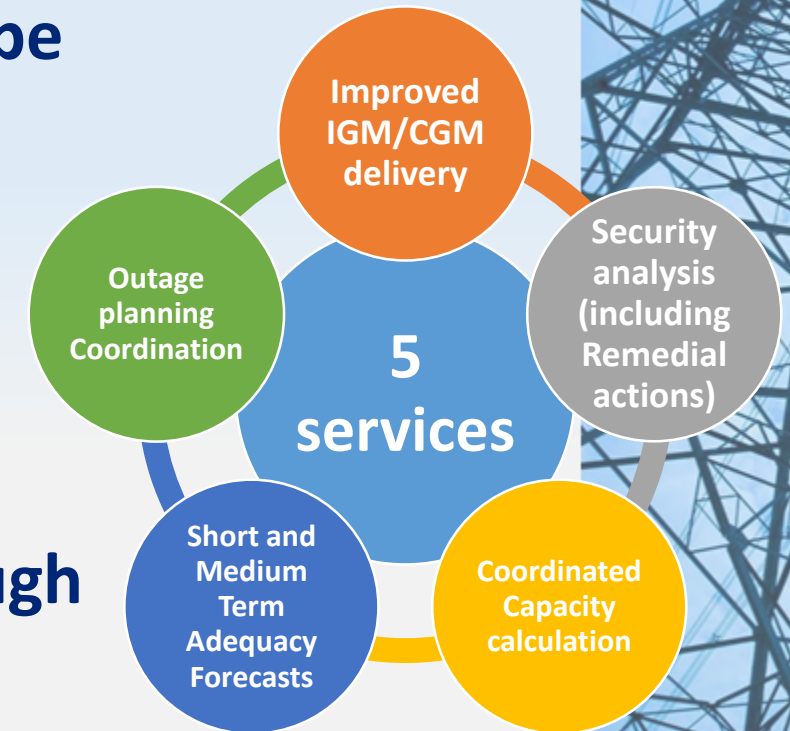 pe
Improved
IGM/CGM
delivery
Security
analysis
(including
Remedial
actions)
Outage
planning
Coordination
5
services
Short and
Medium
Term
Adequacy
Forecasts
Coordinated
Capacity
calculation
ugh